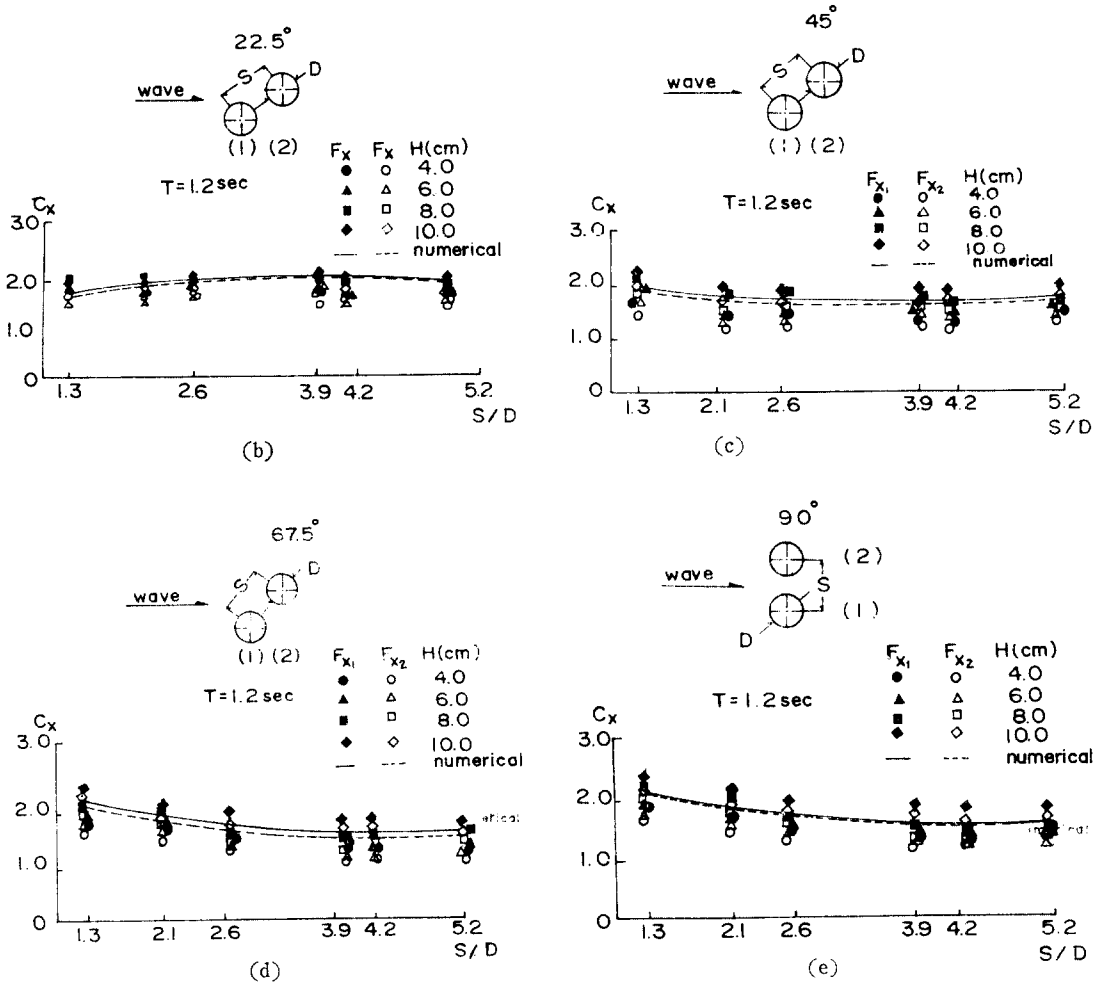 22.5°
S
D
wave
(1) (2)
Fx Fx H(cm)
4.0
T=1.2sec
6.0
8.0
10.0
numerical
Cx
3.0
2.0
1.0
0
1.3 2.6 3.9 4.2 5.2
S/D
(b)
45°
D
S
wave
(1) (2)
Fx1 Fx2 H(cm)
4.0
T=1.2sec
6.0
8.0
10.0
numerical
Cx
3.0
2.0
1.0
0
1.3 2.1 2.6 3.9 4.2 5.2
S/D
(c)
67.5°
S
D
wave
(1) (2)
Fx1 Fx2 H(cm)
4.0
T=1.2sec
6.0
8.0
10.0
numerical
Cx
3.0
2.0
erical
1.0
0
1.3 2.1 2.6 3.9 4.2 5.2
S/D
(d)
90°
(2)
wave
S
(1)
D
Fx1 Fx2 H(cm)
4.0
T=1.2sec
6.0
8.0
10.0
numerical
Cx
3.0
2.0
1.0
0
1.3 2.1 2.6 3.9 4.2 5.2
S/D
(e)